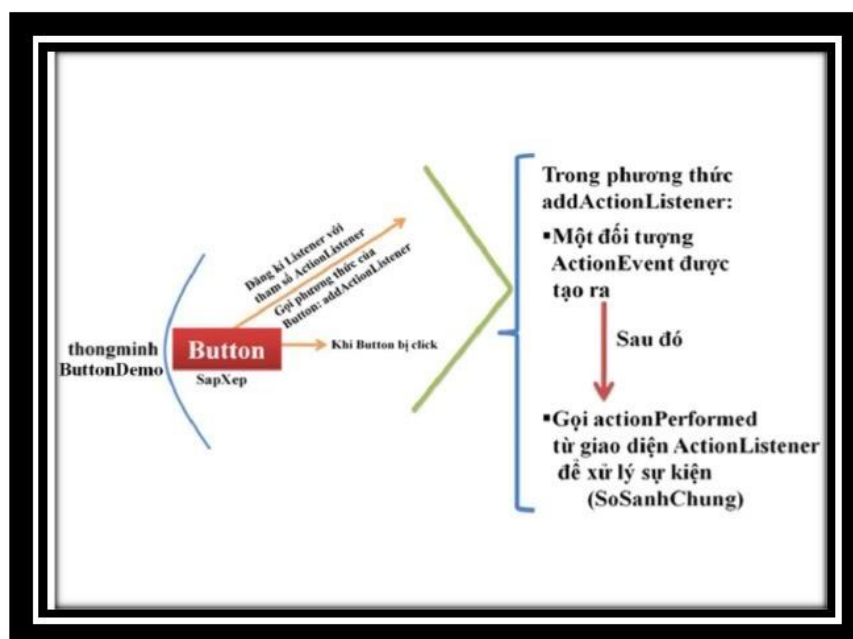 thongminh
ButtonDemo
Button
SapXep
Đăng kí Listener với
tham số ActionListener
Gọi phương thức của
Button: addActionListener
Khi Button bị click
Trong phương thức
addActionListener:
▪Một đối tượng
ActionEvent được
tạo ra
Sau đó
▪Gọi actionPerformed
từ giao diện ActionListener
để xử lý sự kiện
(SoSanhChung)